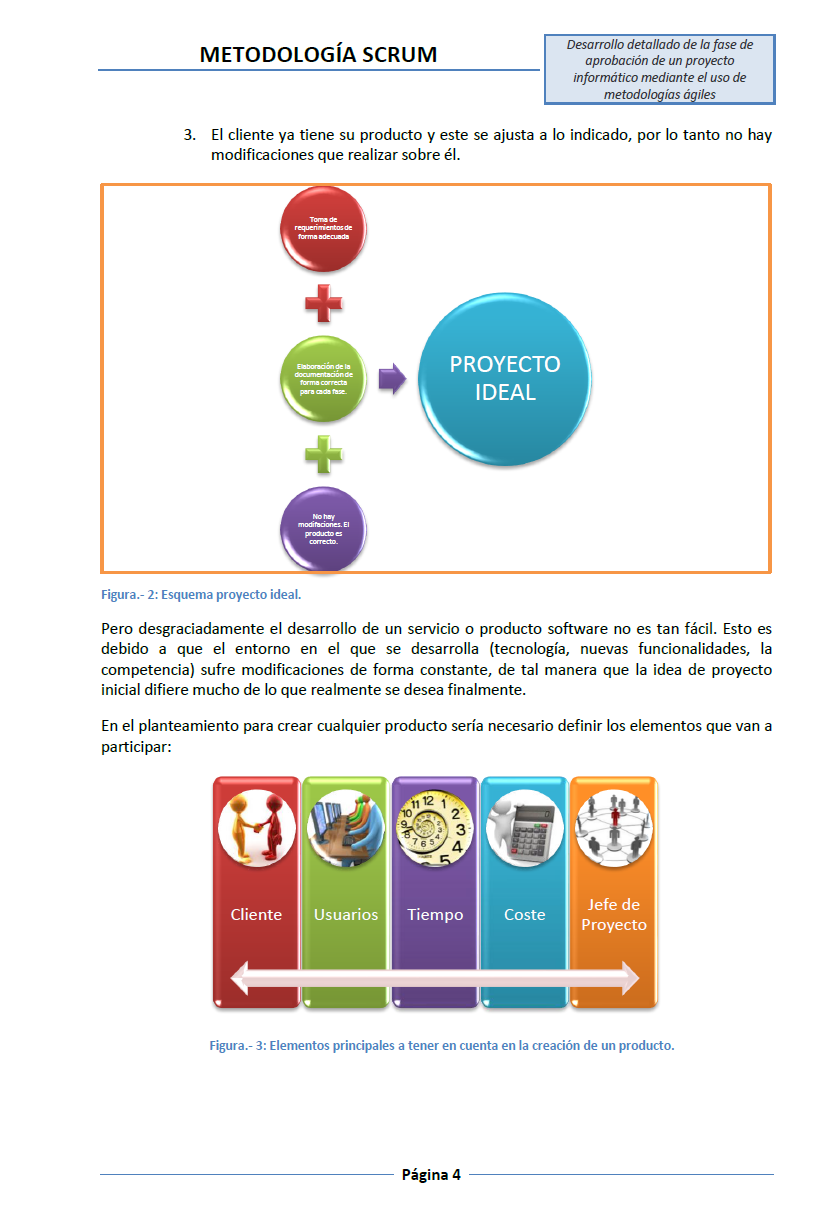 METODOLOGÍA SCRUM
Desarrollo detallado de la fase de
aprobación de un proyecto
informático mediante el uso de
metodologías ágiles
3. El cliente ya tiene su producto y este se ajusta a lo indicado, por lo tanto no hay
modificaciones que realizar sobre él.
Toma de
requerimientos de
forma adecuada
Elaboración de la
documentación de
forma correcta
para cada fase.
No hay
modifaciones. El
producto es
correcto.
PROYECTO
IDEAL
Figura.- 2: Esquema proyecto ideal.
Pero desgraciadamente el desarrollo de un servicio o producto software no es tan fácil. Esto es
debido a que el entorno en el que se desarrolla (tecnología, nuevas funcionalidades, la
competencia) sufre modificaciones de forma constante, de tal manera que la idea de proyecto
inicial difiere mucho de lo que realmente se desea finalmente.
En el planteamiento para crear cualquier producto sería necesario definir los elementos que van a
participar:
Cliente
Usuarios
Tiempo
Coste
Jefe de
Proyecto
Figura.- 3: Elementos principales a tener en cuenta en la creación de un producto.
Página 4